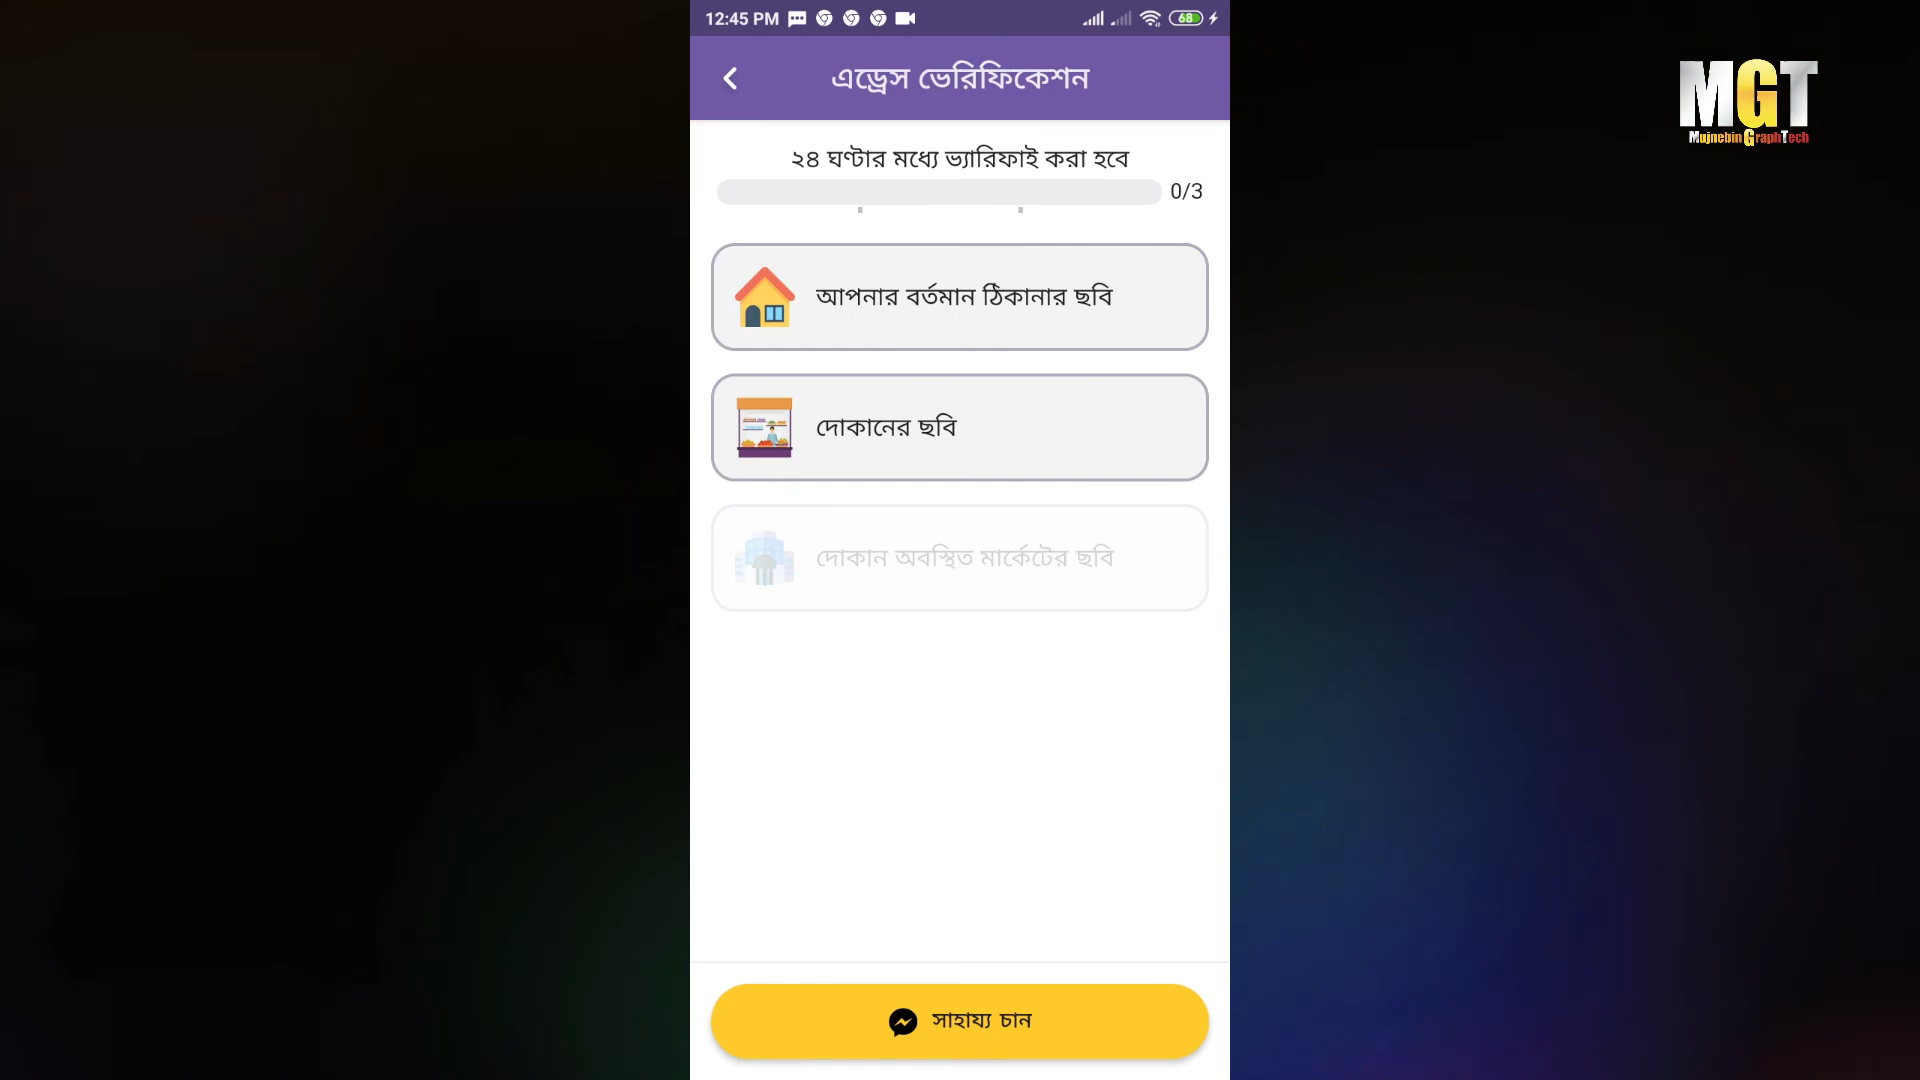 12:45 PM
68
MGT
Mujnebin GraphTech
এড্রেস ভেরিফিকেশন
২৪ ঘণ্টার মধ্যে ভ্যারিফাই করা হবে
0/3
আপনার বর্তমান ঠিকানার ছবি
দোকানের ছবি
দোকান অবস্থিত মার্কেটের ছবি
সাহায্য চান